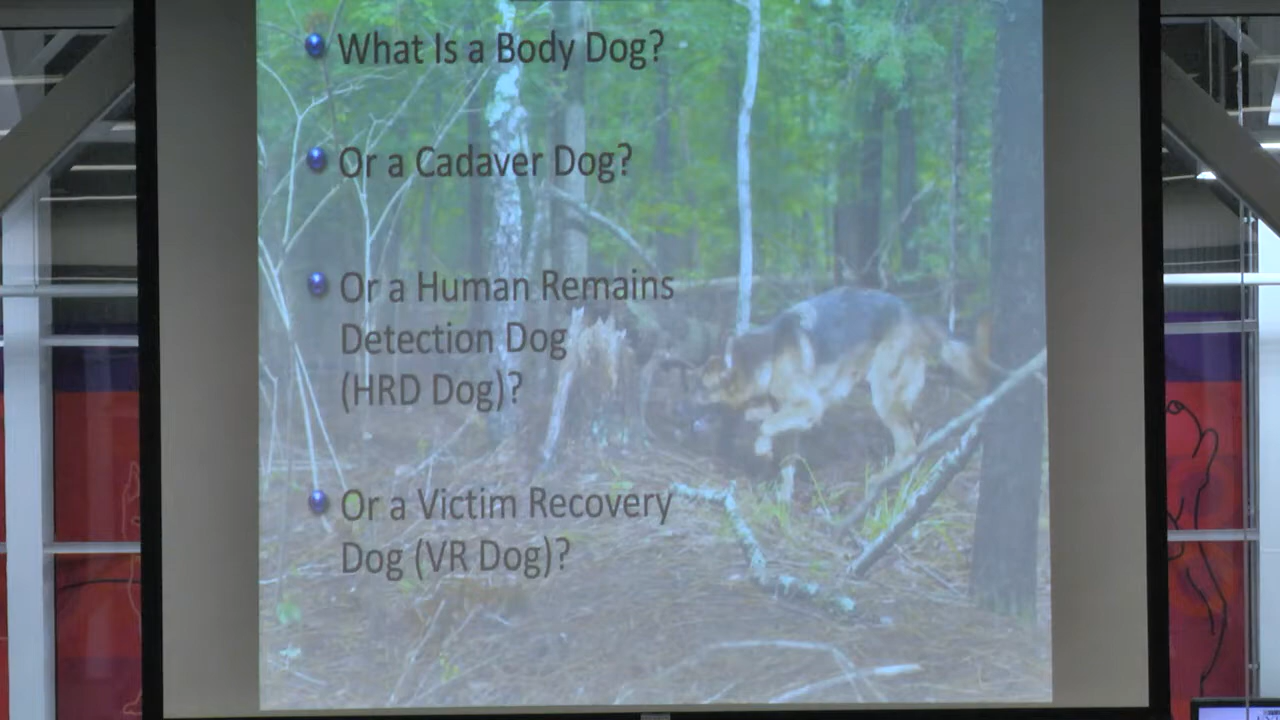 What Is a Body Dog?
Or a Cadaver Dog?
Or a Human Remains
Detection Dog
(HRD Dog)?
Or a Victim Recovery
Dog (VR Dog)?